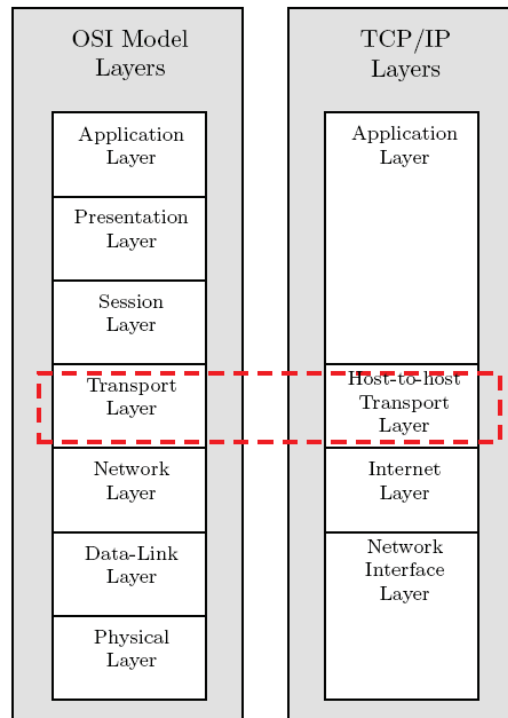 OSI Model
Layers
Application
Layer
Presentation
Layer
Session
Layer
Transport
Layer
Network
Layer
Data-Link
Layer
Physical
Layer
TCP/IP
Layers
Application
Layer
Host-to-host
Transport
Layer
Internet
Layer
Network
Interface
Layer